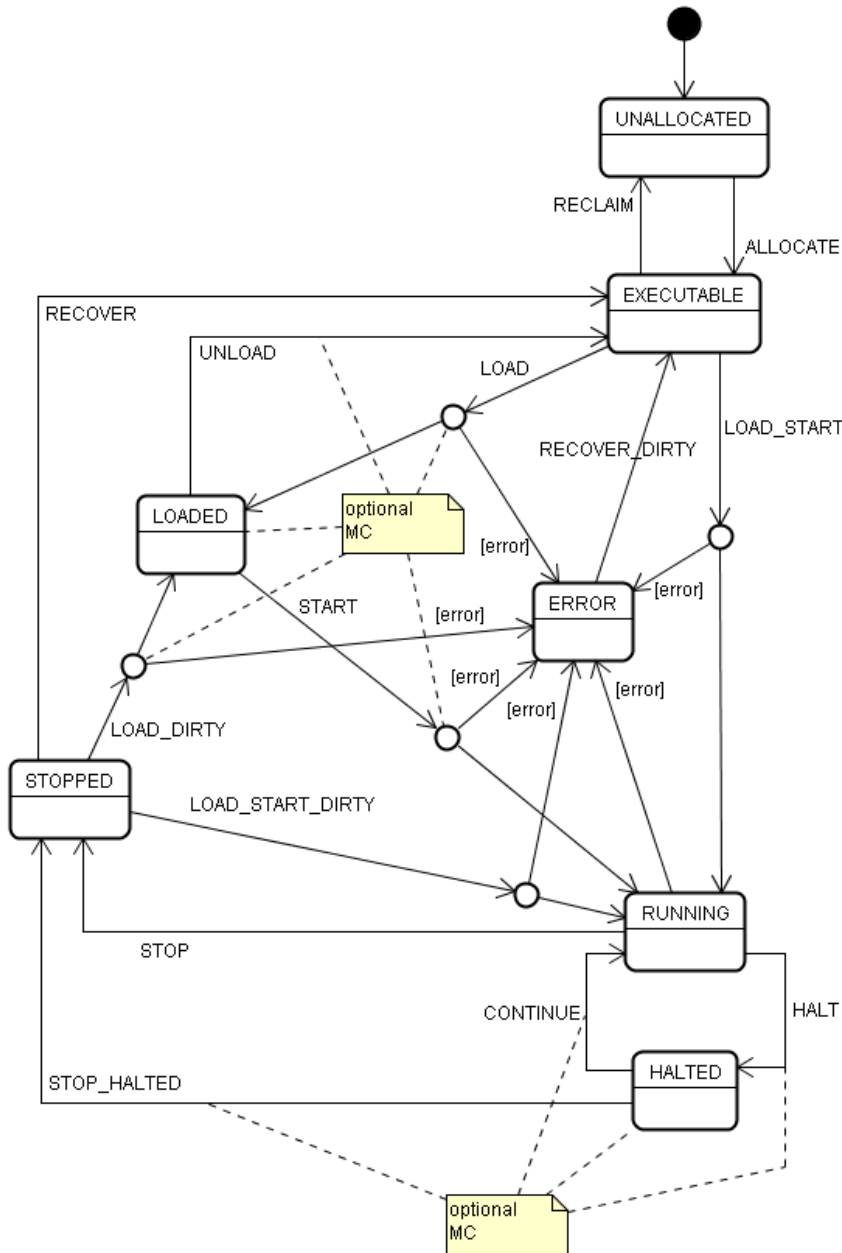 UNALLOCATED
RECLAIM
ALLOCATE
EXECUTABLE
RECOVER
UNLOAD
LOAD
LOAD_START
RECOVER_DIRTY
LOADED
optional
MC
[error]
ERROR
[error]
START
[error]
[error]
[error]
[error]
LOAD_DIRTY
STOPPED
LOAD_START_DIRTY
RUNNING
STOP
CONTINUE
HALT
HALTED
STOP_HALTED
optional
MC